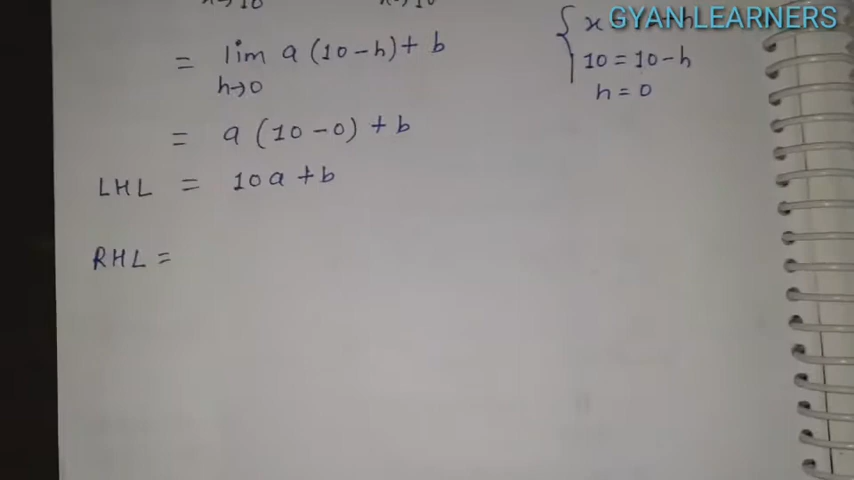 GYAN LEARNERS
= lim a (10-h) + b
h→0
10 = 10-h
h = 0
= a (10-0) + b
LHL = 10a + b
RHL =